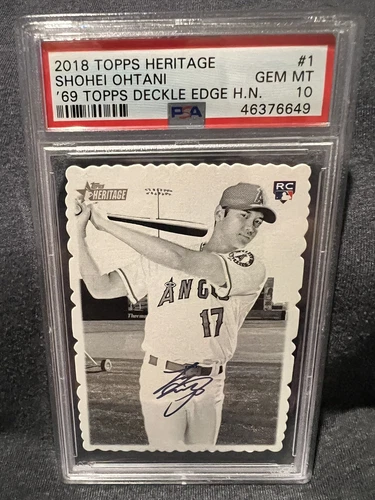 2018 TOPPS HERITAGE #1
SHOHEI OHTANI GEM MT
'69 TOPPS DECKLE EDGE H.N. 10
PSA 46376649
Topps HERITAGE
RC
A
ANG
17